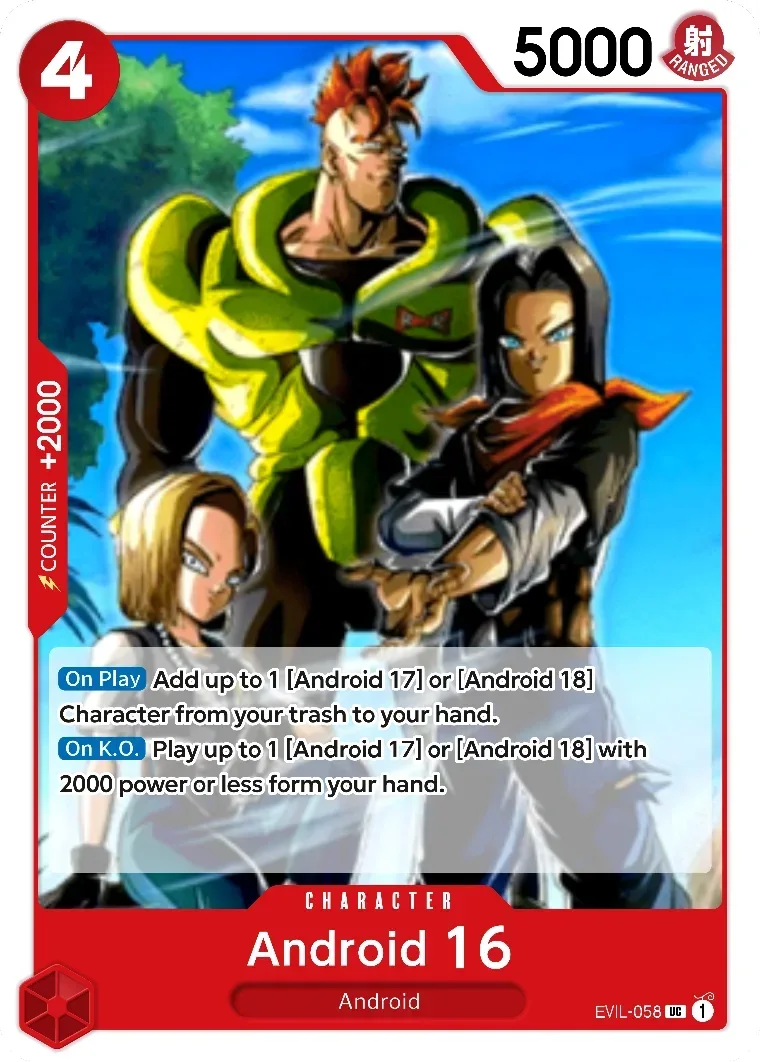 4
5000
射
RANGED
COUNTER +2000
On Play Add up to 1 [Android 17] or [Android 18]
Character from your trash to your hand.
On K.O. Play up to 1 [Android 17] or [Android 18] with
2000 power or less form your hand.
CHARACTER
Android 16
Android
EVIL-058 UC 1